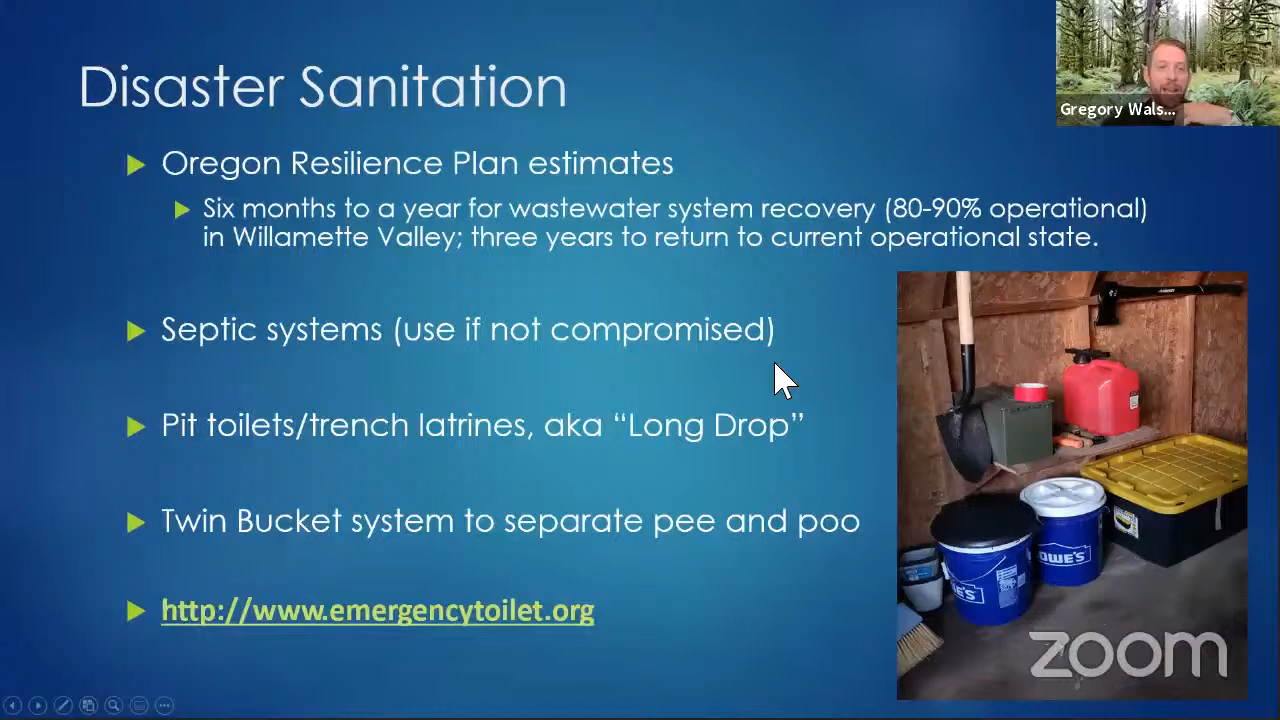 Disaster Sanitation
Gregory Wals...
Oregon Resilience Plan estimates
Six months to a year for wastewater system recovery (80-90% operational)
in Willamette Valley; three years to return to current operational state.
Septic systems (use if not compromised)
Pit toilets/trench latrines, aka “Long Drop”
Twin Bucket system to separate pee and poo
http://www.emergencytoilet.org
LOWE'S
zoom